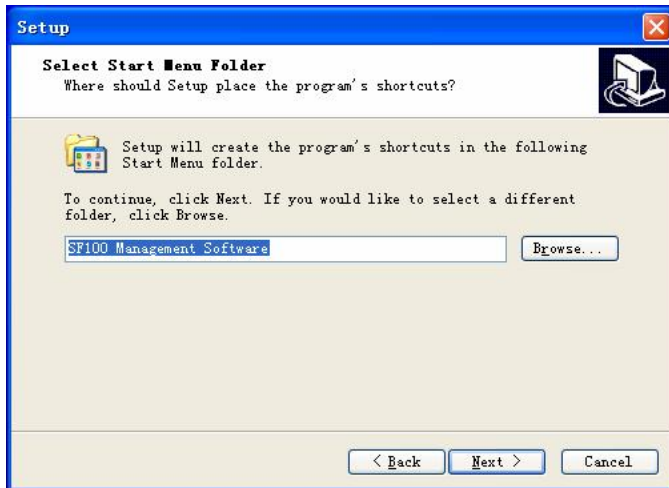 Setup
Select Start Menu Folder
Where should Setup place the program's shortcuts?
Setup will create the program's shortcuts in the following
Start Menu folder.
To continue, click Next. If you would like to select a different
folder, click Browse.
SF100 Management Software
Browse...
< Back
Next >
Cancel